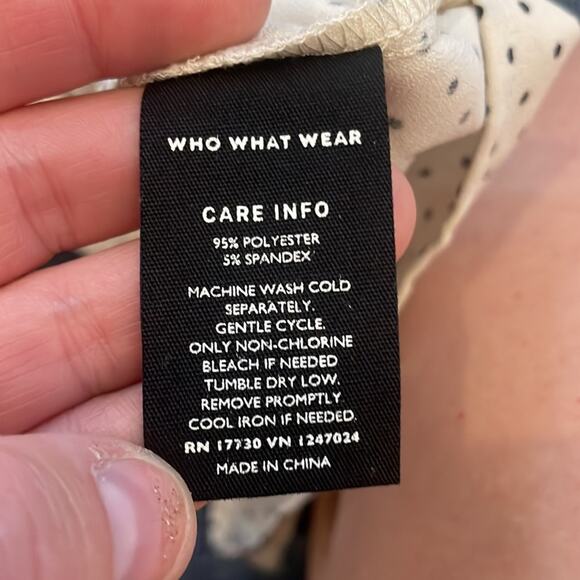 WHO WHAT WEAR
CARE INFO
95% POLYESTER
5% SPANDEX
MACHINE WASH COLD
SEPARATELY.
GENTLE CYCLE.
ONLY NON-CHLORINE
BLEACH IF NEEDED
TUMBLE DRY LOW,
REMOVE PROMPTLY
COOL IRON IF NEEDED.
RN 17730 VN 1247024
MADE IN CHINA